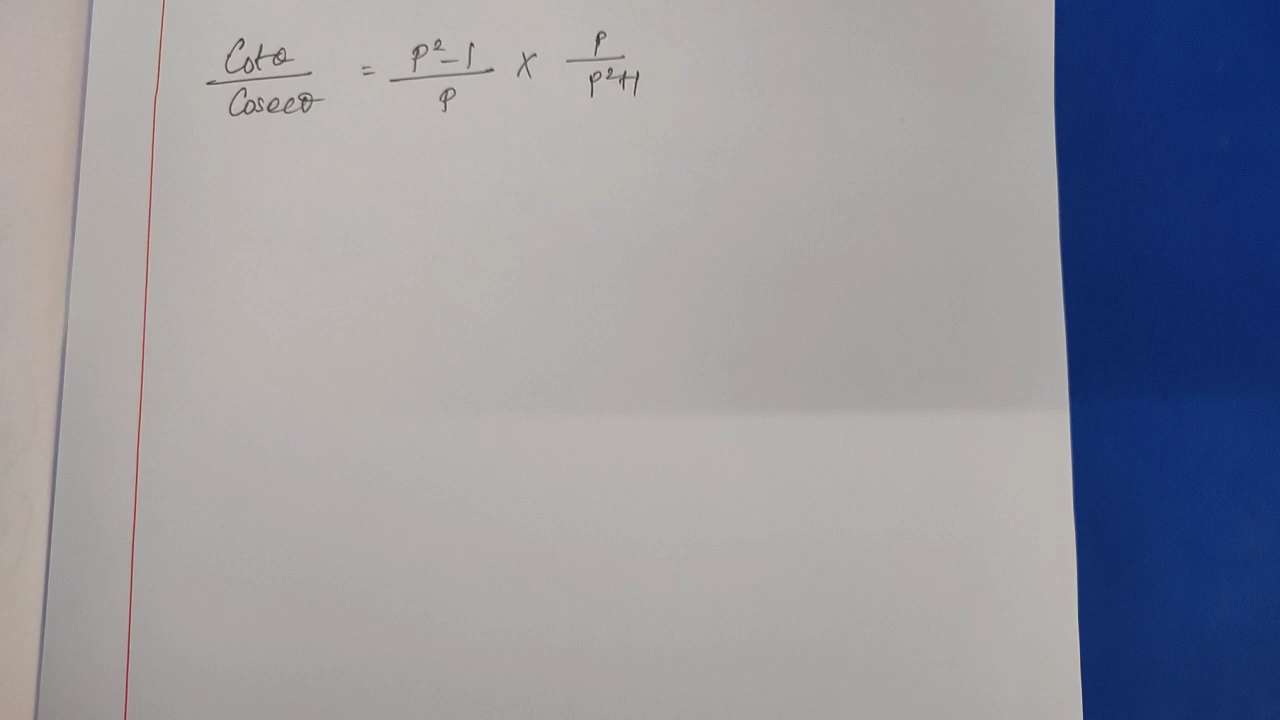 Cotθ / Cosecθ = P² - 1 / P × P / P² + 1